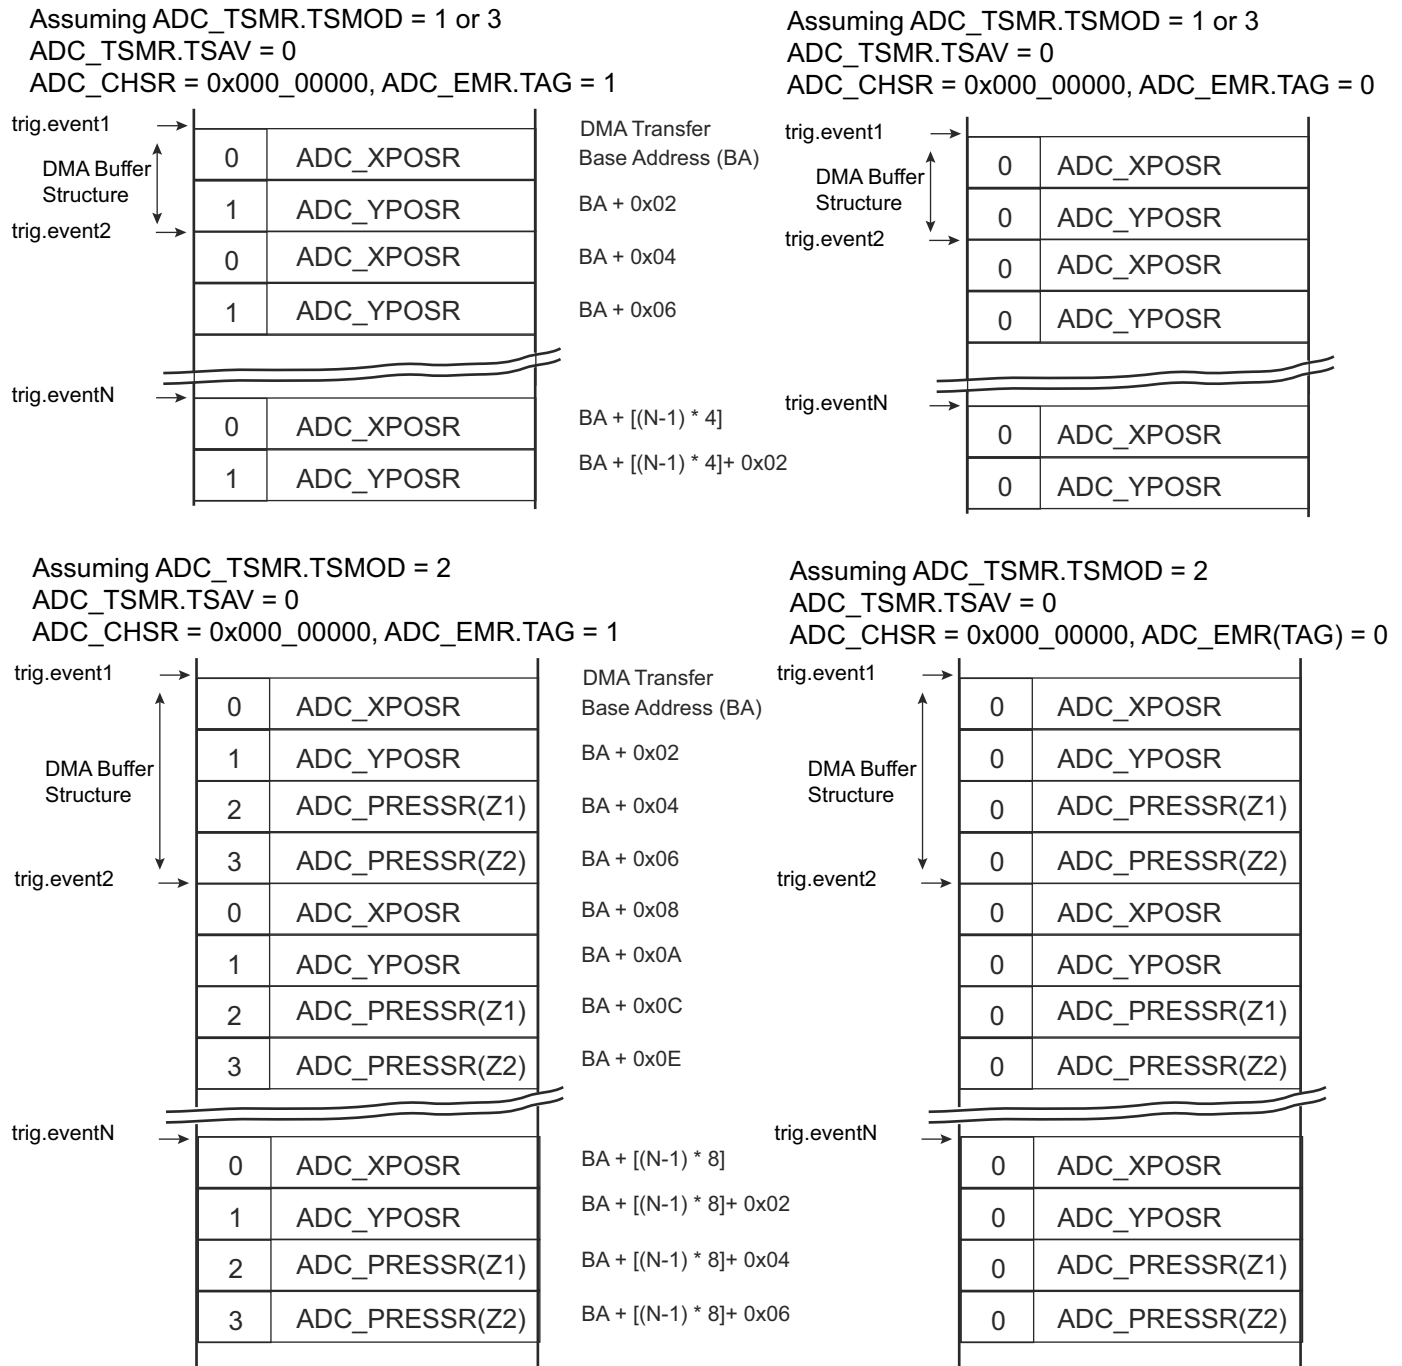 Assuming ADC_TSMR.TSMOD = 1 or 3
ADC_TSMR.TSAV = 0
ADC_CHSR = 0x000_00000, ADC_EMR.TAG = 1
trig.event1
DMA Buffer
Structure
trig.event2
trig.eventN
0 ADC_XPOSR
1 ADC_YPOSR
0 ADC_XPOSR
1 ADC_YPOSR
0 ADC_XPOSR
1 ADC_YPOSR
DMA Transfer
Base Address (BA)
BA + 0x02
BA + 0x04
BA + 0x06
BA + [(N-1) * 4]
BA + [(N-1) * 4]+ 0x02
Assuming ADC_TSMR.TSMOD = 1 or 3
ADC_TSMR.TSAV = 0
ADC_CHSR = 0x000_00000, ADC_EMR.TAG = 0
trig.event1
DMA Buffer
Structure
trig.event2
trig.eventN
0 ADC_XPOSR
0 ADC_YPOSR
0 ADC_XPOSR
0 ADC_YPOSR
0 ADC_XPOSR
0 ADC_YPOSR
Assuming ADC_TSMR.TSMOD = 2
ADC_TSMR.TSAV = 0
ADC_CHSR = 0x000_00000, ADC_EMR.TAG = 1
trig.event1
DMA Buffer
Structure
trig.event2
trig.eventN
0 ADC_XPOSR
1 ADC_YPOSR
2 ADC_PRESSR(Z1)
3 ADC_PRESSR(Z2)
0 ADC_XPOSR
1 ADC_YPOSR
2 ADC_PRESSR(Z1)
3 ADC_PRESSR(Z2)
0 ADC_XPOSR
1 ADC_YPOSR
2 ADC_PRESSR(Z1)
3 ADC_PRESSR(Z2)
DMA Transfer
Base Address (BA)
BA + 0x02
BA + 0x04
BA + 0x06
BA + 0x08
BA + 0x0A
BA + 0x0C
BA + 0x0E
BA + [(N-1) * 8]
BA + [(N-1) * 8]+ 0x02
BA + [(N-1) * 8]+ 0x04
BA + [(N-1) * 8]+ 0x06
Assuming ADC_TSMR.TSMOD = 2
ADC_TSMR.TSAV = 0
ADC_CHSR = 0x000_00000, ADC_EMR(TAG) = 0
trig.event1
DMA Buffer
Structure
trig.event2
trig.eventN
0 ADC_XPOSR
0 ADC_YPOSR
0 ADC_PRESSR(Z1)
0 ADC_PRESSR(Z2)
0 ADC_XPOSR
0 ADC_YPOSR
0 ADC_PRESSR(Z1)
0 ADC_PRESSR(Z2)
0 ADC_XPOSR
0 ADC_YPOSR
0 ADC_PRESSR(Z1)
0 ADC_PRESSR(Z2)